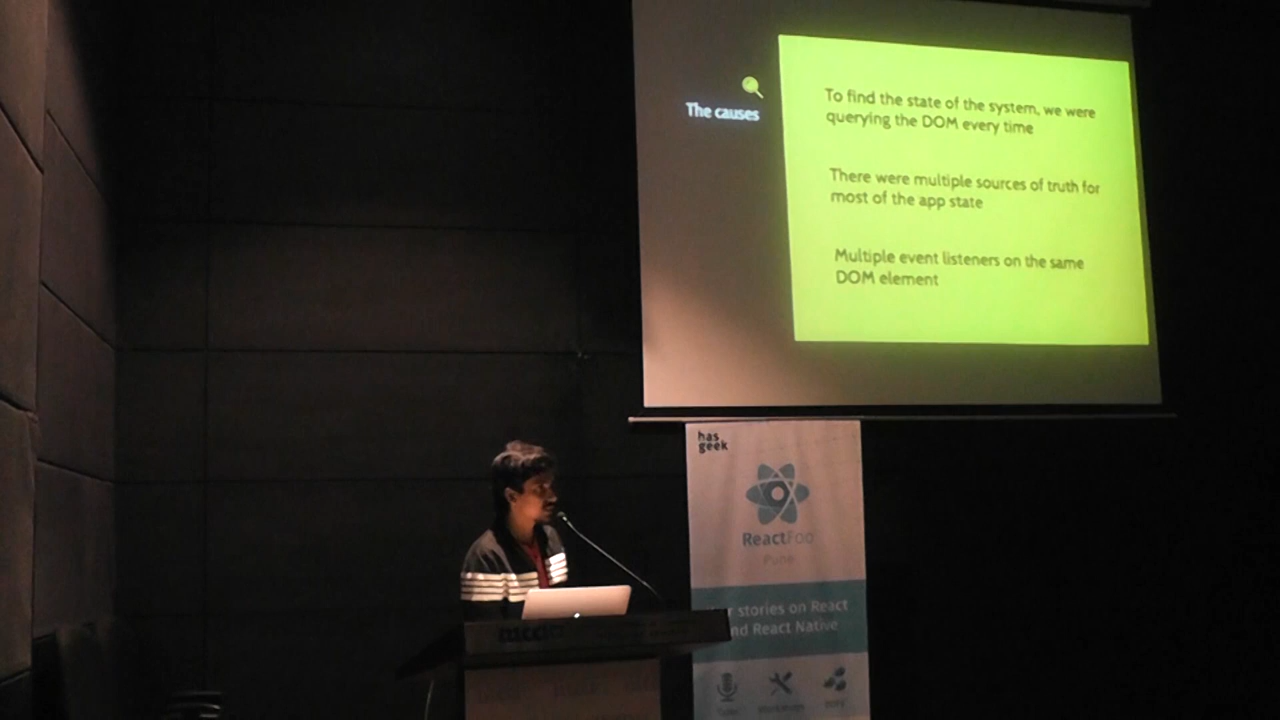 The causes
To find the state of the system, we were
querying the DOM every time
There were multiple sources of truth for
most of the app state
Multiple event listeners on the same
DOM element
has
geek
ReactFoo
Pune
stories on React
and React Native